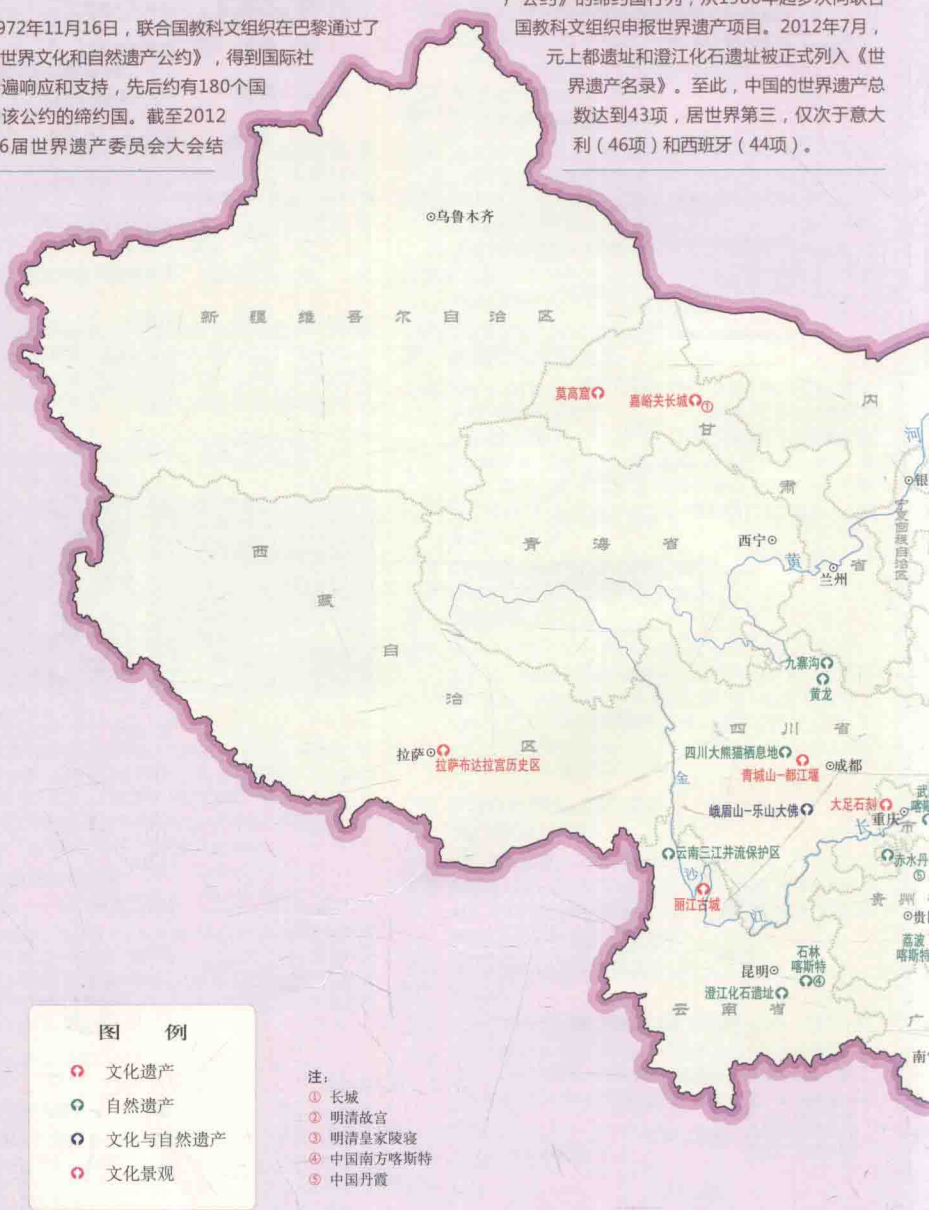 972年11月16日，联合国教科文组织在巴黎通过了
世界文化和自然遗产公约》，得到国际社
遍响应和支持，先后约有180个国
该公约的缔约国。截至2012
6届世界遗产委员会大会结
国教科文组织申报世界遗产项目。2012年7月，
元上都遗址和澄江化石遗址被正式列入《世
界遗产名录》。至此，中国的世界遗产总
数达到43项，居世界第三，仅次于意大
利（46项）和西班牙（44项）。
乌鲁木齐
新疆维吾尔自治区
莫高窟
嘉峪关长城①
内
甘
肃
省
河
银
宁夏回族自治区
青海省
西宁
黄
兰州
西
藏
自
治
区
九寨沟
黄龙
四川省
拉萨
拉萨布达拉宫历史区
四川大熊猫栖息地
青城山-都江堰
成都
金
峨眉山-乐山大佛
大足石刻
重庆
市
武
长
云南三江并流保护区
赤水丹
⑤
沙
丽江古城
江
贵州
贵
荔波
喀斯特
石林
喀斯特
④
昆明
澄江化石遗址
云南省
广
南
图例
文化遗产
自然遗产
文化与自然遗产
文化景观
注：
① 长城
② 明清故宫
③ 明清皇家陵寝
④ 中国南方喀斯特
⑤ 中国丹霞